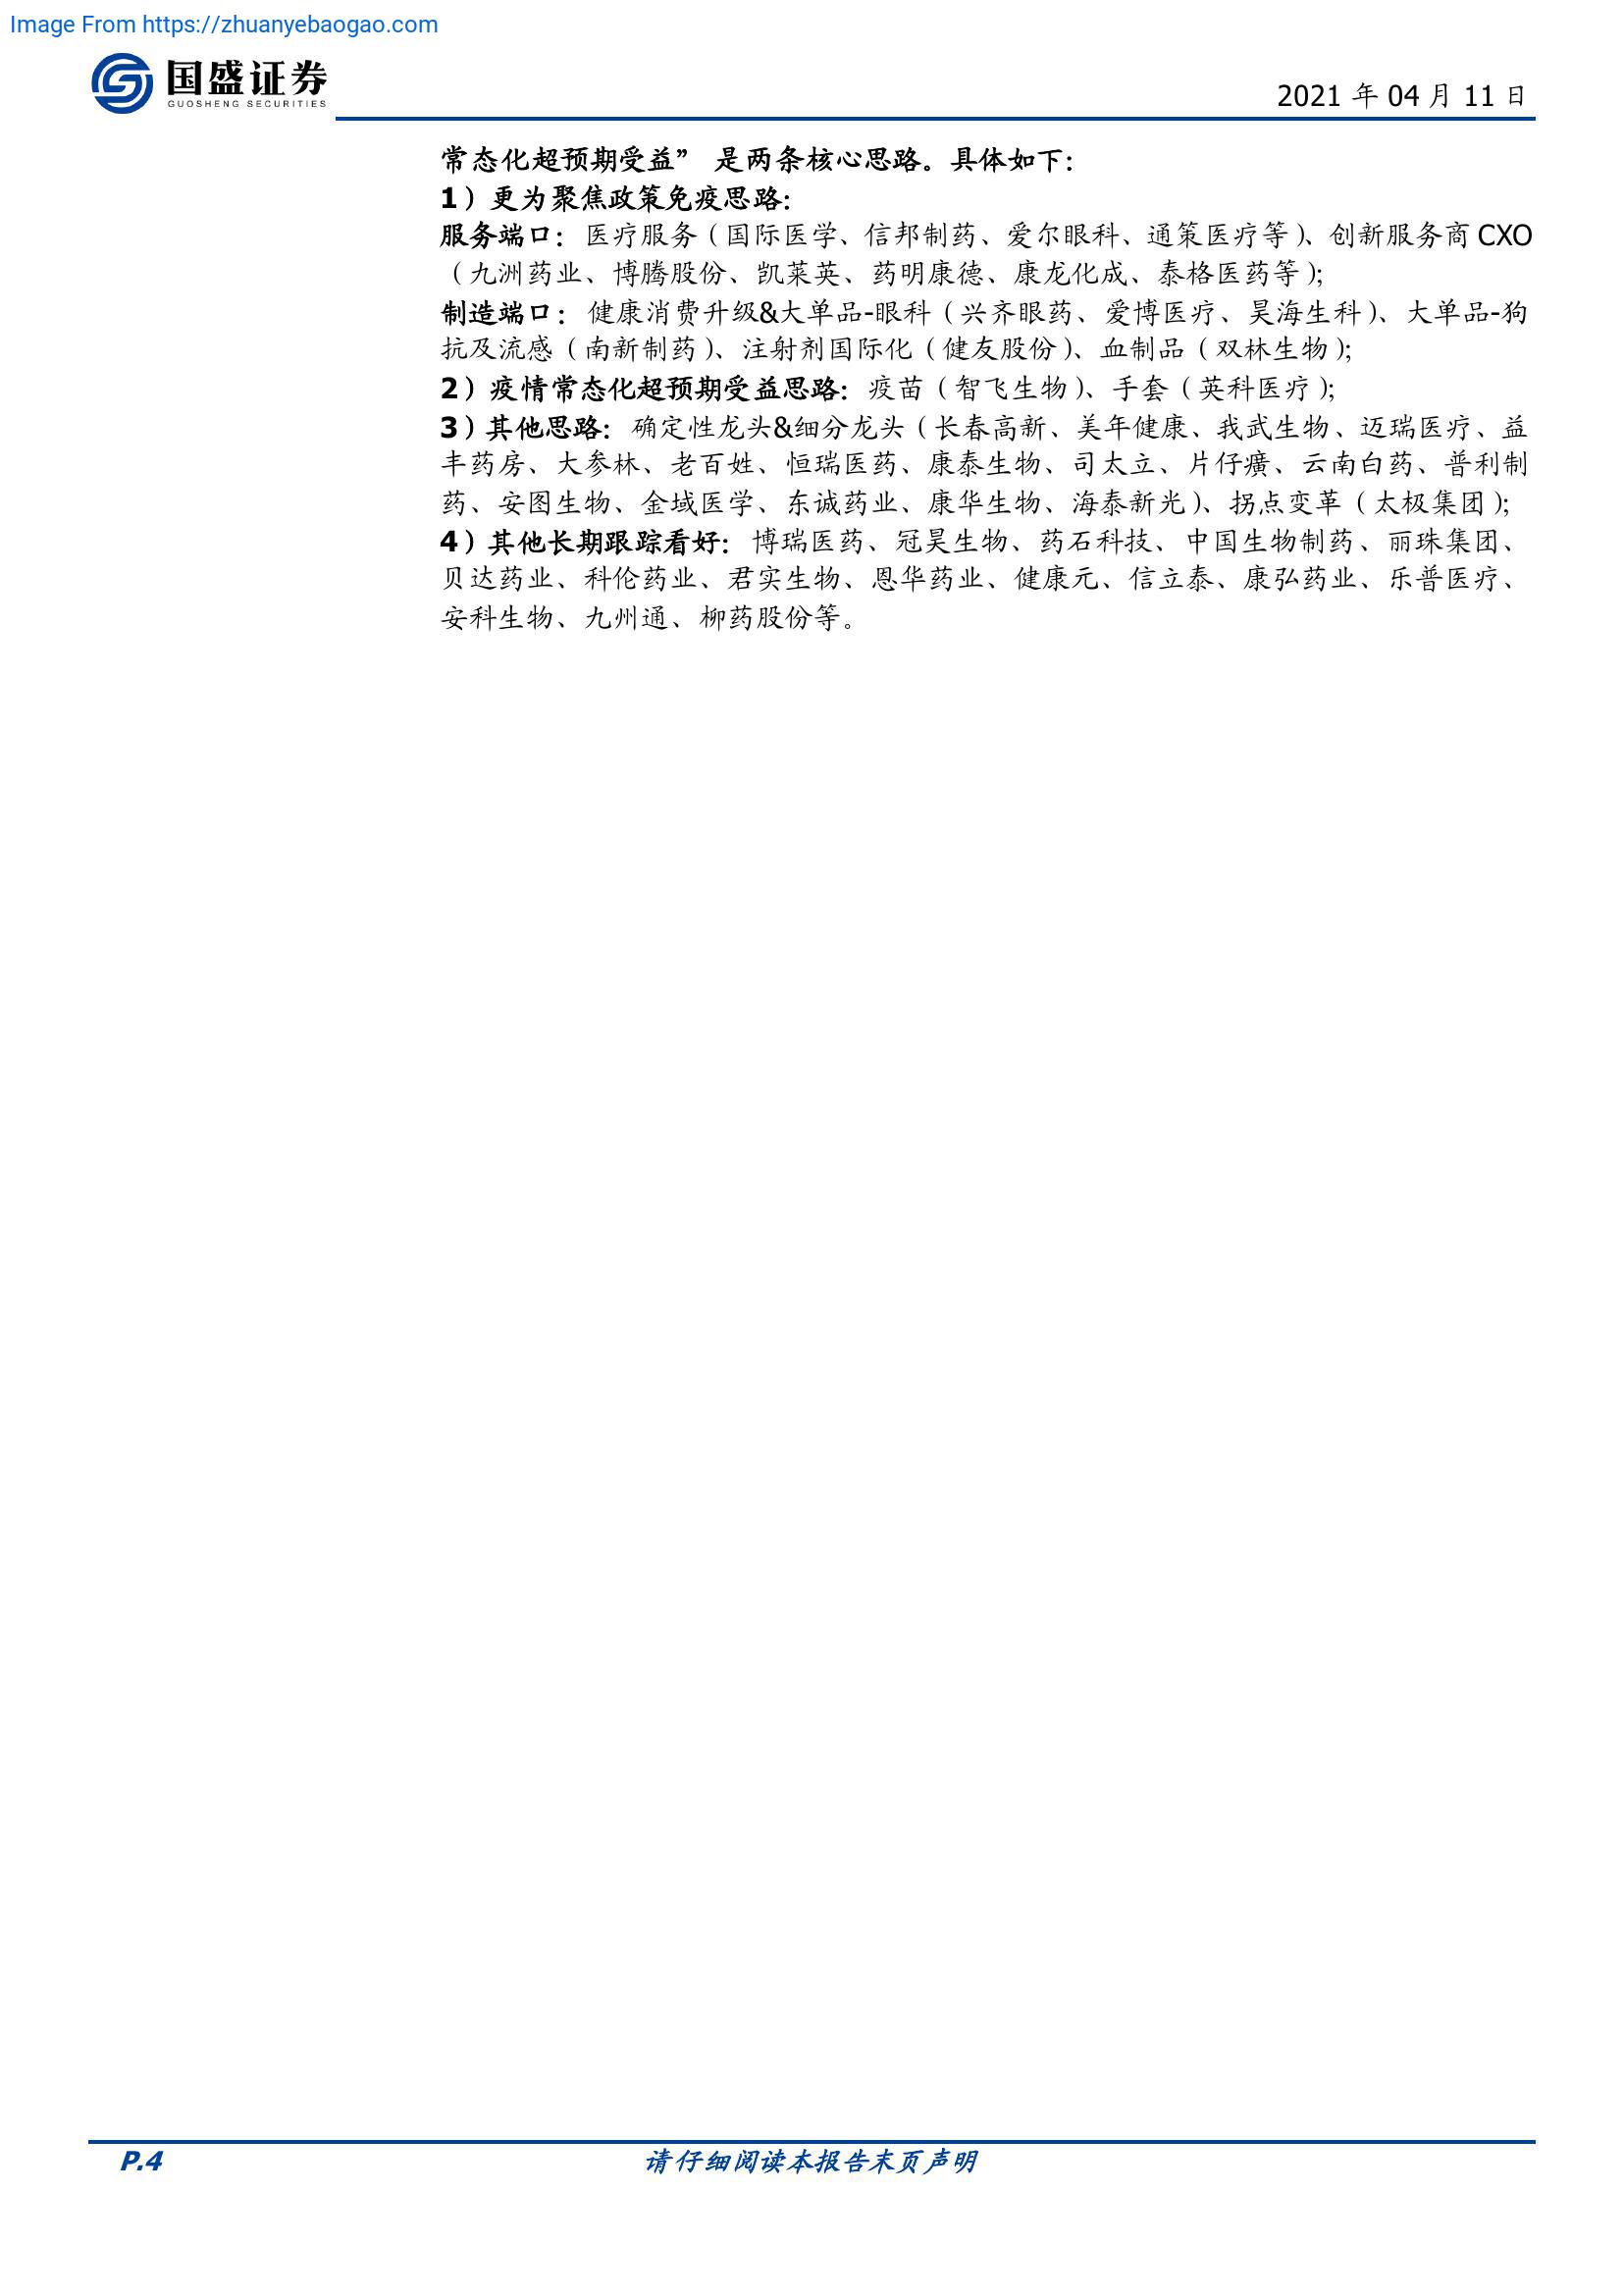 Image From https://zhuanyebaogao.com
国盛证券
GUOSHENG SECURITIES
2021 年 04 月 11 日
常态化超预期受益” 是两条核心思路。具体如下：
1）更为聚焦政策免疫思路：
服务端口：医疗服务（国际医学、信邦制药、爱尔眼科、通策医疗等）、创新服务商 CXO
（九洲药业、博腾股份、凯莱英、药明康德、康龙化成、泰格医药等）；
制造端口：健康消费升级&大单品-眼科（兴齐眼药、爱博医疗、昊海生科）、大单品-狗
抗及流感（南新制药）、注射剂国际化（健友股份）、血制品（双林生物）；
2）疫情常态化超预期受益思路：疫苗（智飞生物）、手套（英科医疗）；
3）其他思路：确定性龙头&细分龙头（长春高新、美年健康、我武生物、迈瑞医疗、益
丰药房、大参林、老百姓、恒瑞医药、康泰生物、司太立、片仔癀、云南白药、普利制
药、安图生物、金域医学、东诚药业、康华生物、海泰新光）、拐点变革（太极集团）；
4）其他长期跟踪看好：博瑞医药、冠昊生物、药石科技、中国生物制药、丽珠集团、
贝达药业、科伦药业、君实生物、恩华药业、健康元、信立泰、康弘药业、乐普医疗、
安科生物、九州通、柳药股份等。
P.4
请仔细阅读本报告末页声明